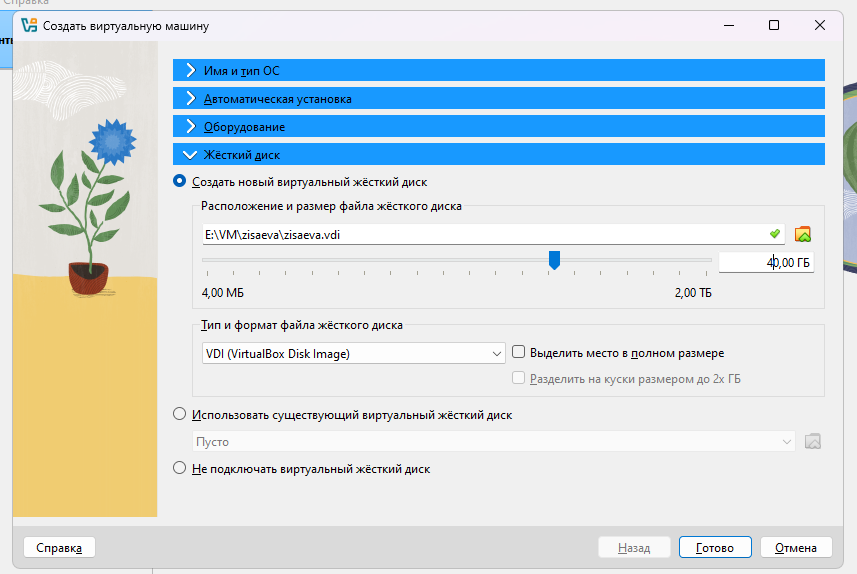 Справка
Создать виртуальную машину
Имя и тип ОС
Автоматическая установка
Оборудование
Жёсткий диск
Создать новый виртуальный жёсткий диск
Расположение и размер файла жёсткого диска
E:\VM\zisaeva\zisaeva.vdi
40,00 ГБ
4,00 МБ 2,00 ТБ
Тип и формат файла жёсткого диска
VDI (VirtualBox Disk Image) Выделить место в полном размере
Разделить на куски размером до 2х ГБ
Использовать существующий виртуальный жёсткий диск
Пусто
Не подключать виртуальный жёсткий диск
Справка Назад Готово Отмена